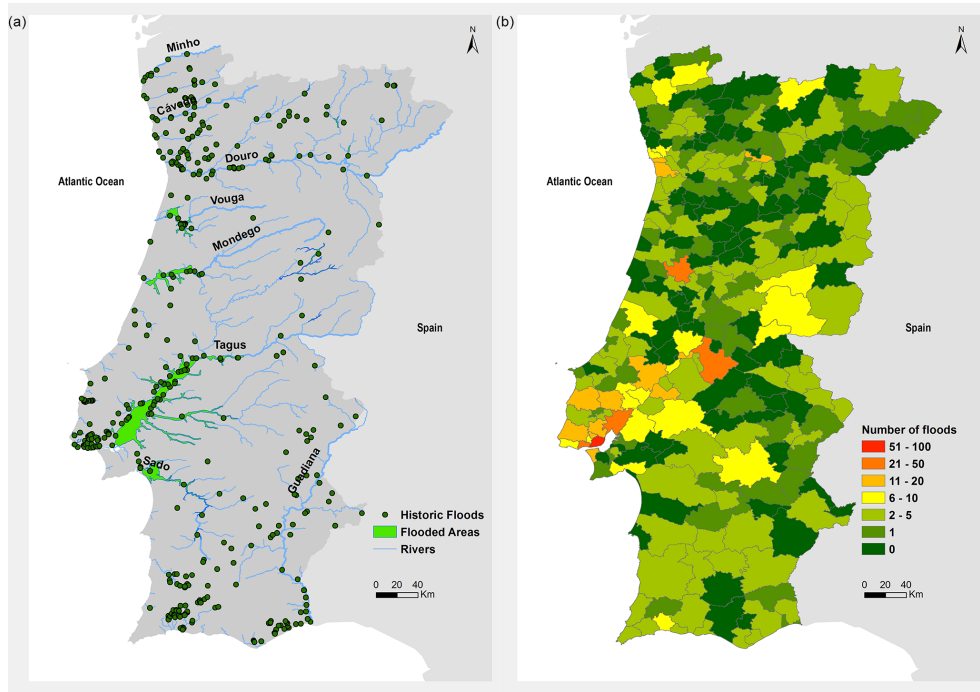 (a)
N
Minho
Cávado
Douro
Atlantic Ocean
Vouga
Mondego
Spain
Tagus
Sado
Guadiana
Historic Floods
Flooded Areas
Rivers
0 20 40
Km
(b)
N
Atlantic Ocean
Spain
Number of floods
51 - 100
21 - 50
11 - 20
6 - 10
2 - 5
1
0
0 20 40
Km